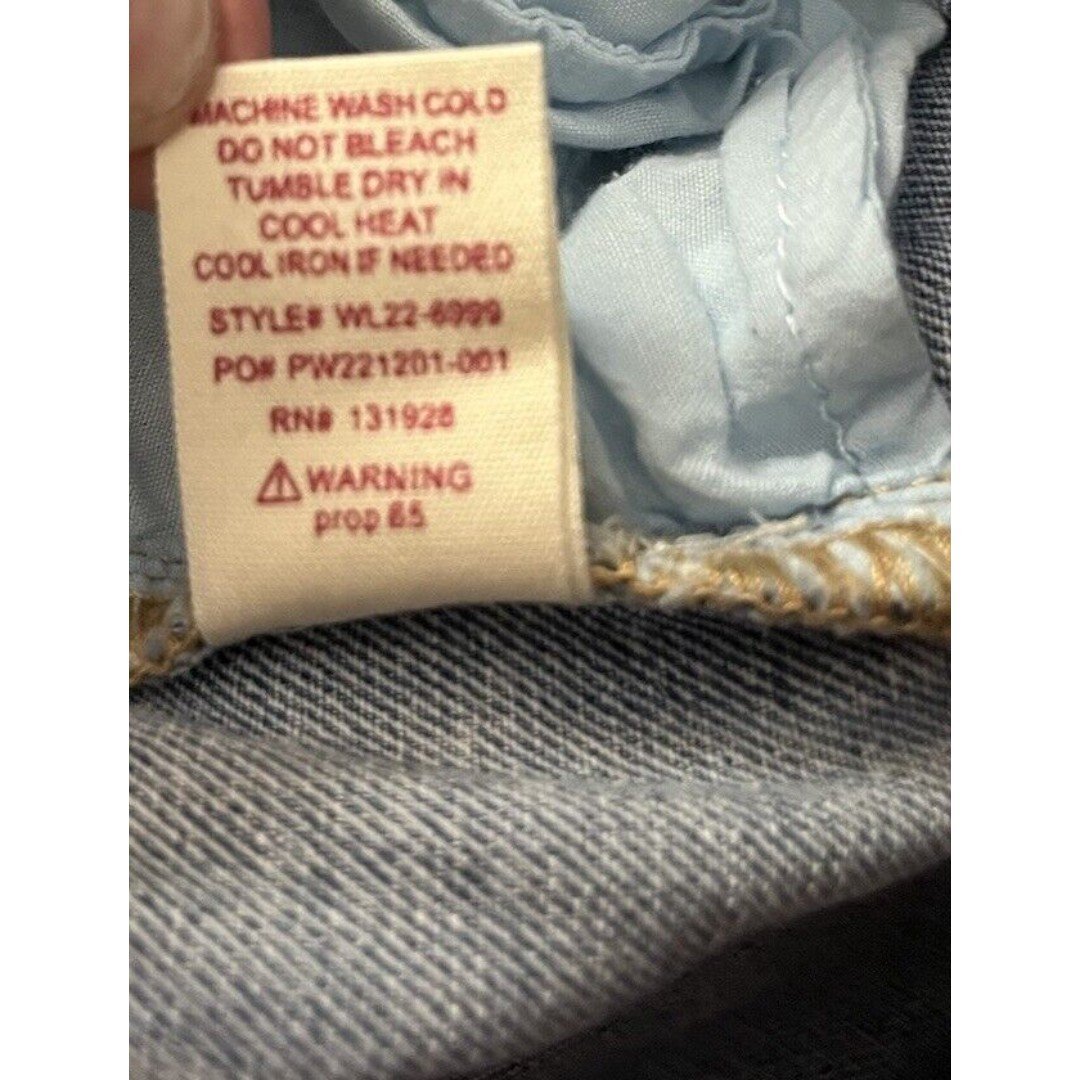 MACHINE WASH COLD
DO NOT BLEACH
TUMBLE DRY IN
COOL HEAT
COOL IRON IF NEEDED
STYLE# WL22-6999
PO# PW221201-001
RN# 131928
WARNING
prop 65